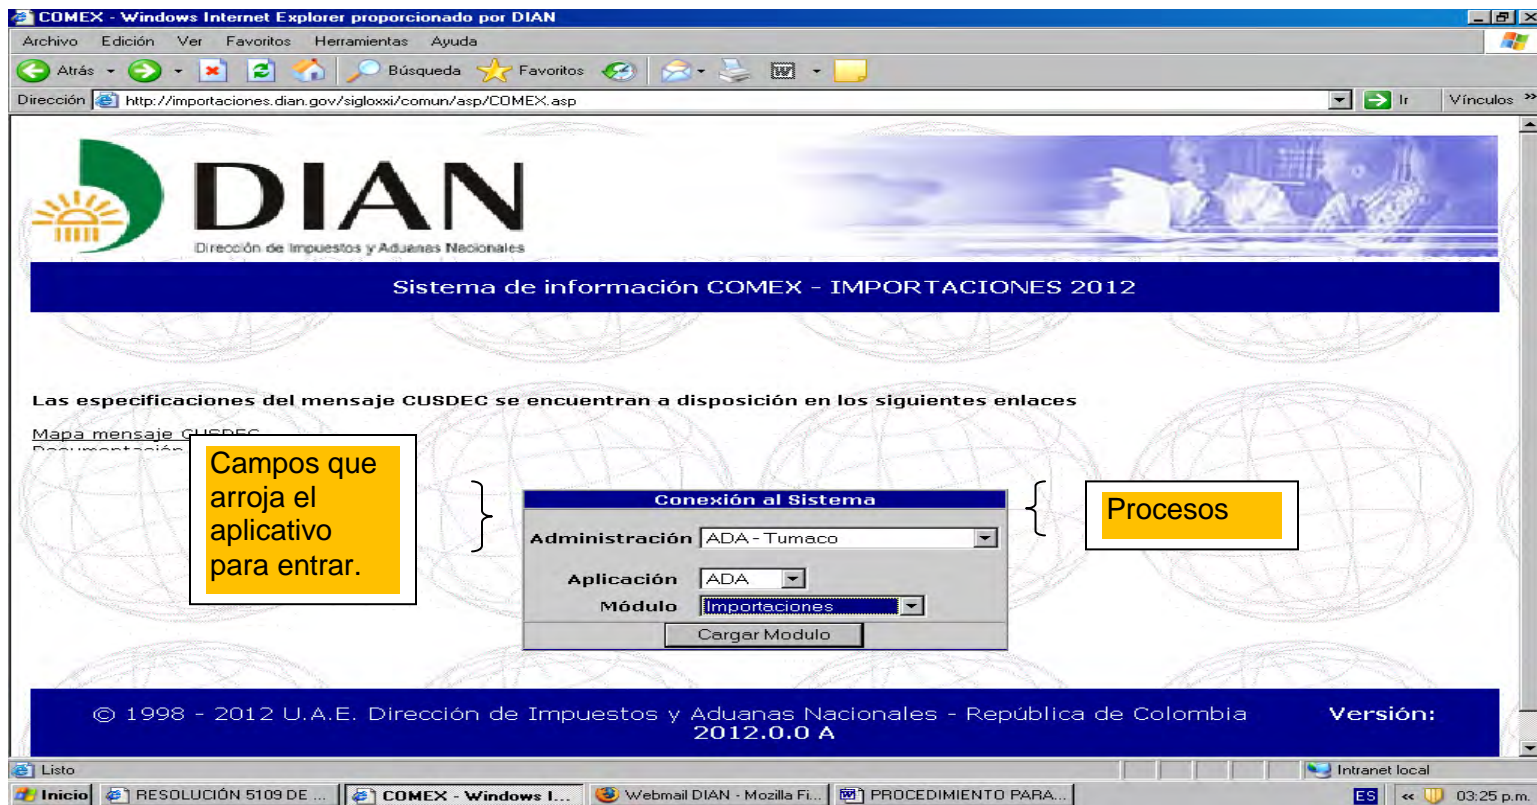 COMEX - Windows Internet Explorer proporcionado por DIAN
Archivo Edición Ver Favoritos Herramientas Ayuda
Atrás Búsqueda Favoritos
Dirección http://importaciones.dian.gov/sigloxxi/comun/asp/COMEX.asp Ir Vínculos »
DIAN
Dirección de Impuestos y Aduanas Nacionales
Sistema de información COMEX - IMPORTACIONES 2012
Las especificaciones del mensaje CUSDEC se encuentran a disposición en los siguientes enlaces
Mapa mensaje CUSDEC
Documentación
Campos que
arroja el
aplicativo
para entrar.
Conexión al Sistema
Administración ADA - Tumaco
Aplicación ADA
Módulo Importaciones
Cargar Modulo
Procesos
© 1998 - 2012 U.A.E. Dirección de Impuestos y Aduanas Nacionales - República de Colombia Versión:
2012.0.0 A
Listo Intranet local
Inicio RESOLUCIÓN 5109 DE ... COMEX - Windows I... Webmail DIAN - Mozilla Fi... PROCEDIMIENTO PARA... ES « 03:25 p.m.